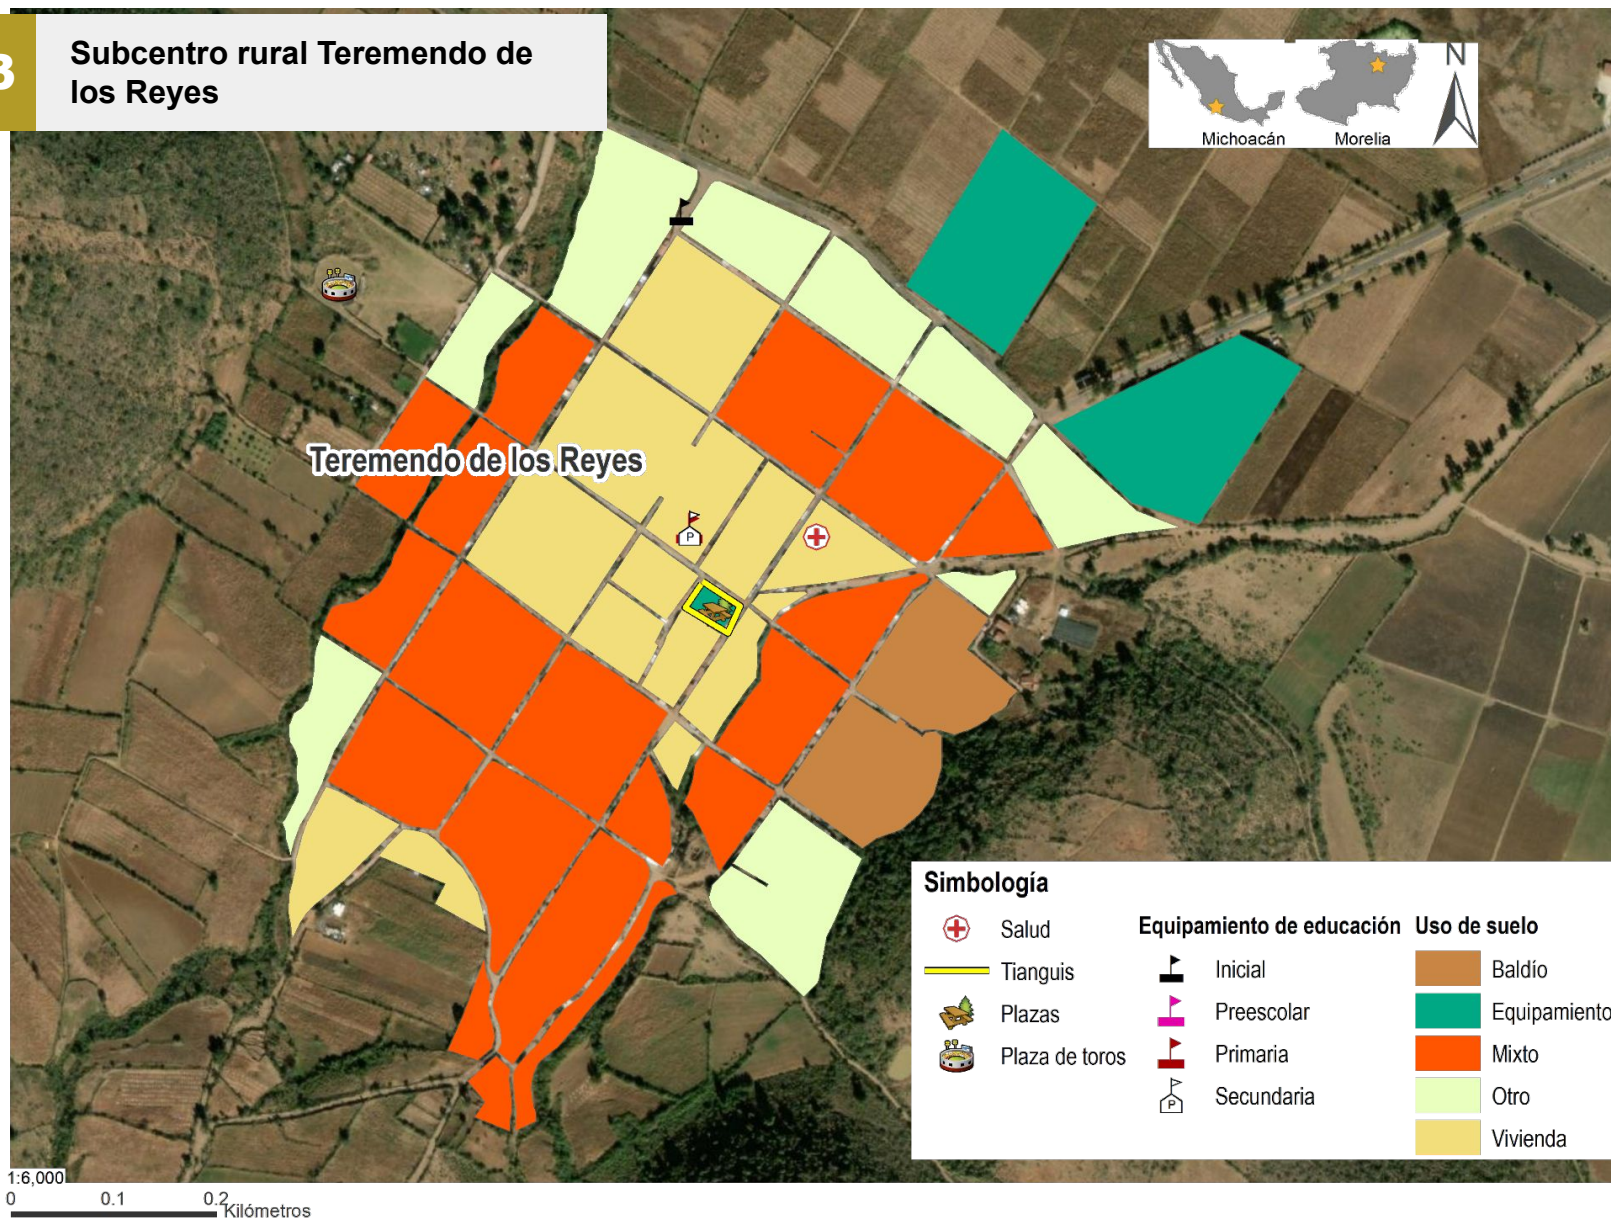 3
Subcentro rural Teremendo de
los Reyes
N
Michoacán
Morelia
Teremendo de los Reyes
P
Simbología
Salud
Tianguis
Plazas
Plaza de toros
Equipamiento de educación
Inicial
Preescolar
Primaria
P
Secundaria
Uso de suelo
Baldío
Equipamiento
Mixto
Otro
Vivienda
1:6,000
0 0.1 0.2
Kilómetros